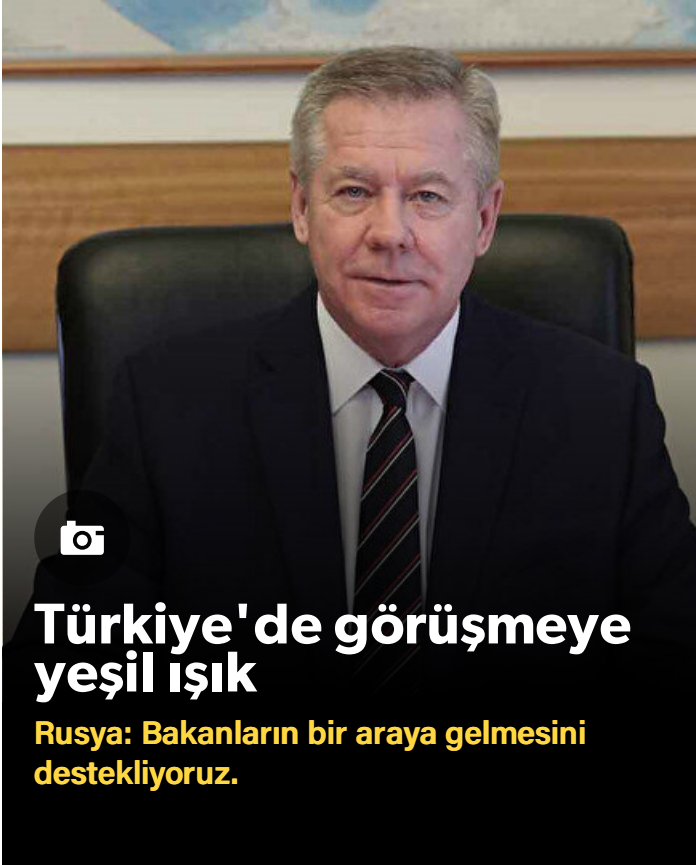 Türkiye'de görüşmeye
yeşil ışık
Rusya: Bakanların bir araya gelmesini
destekliyoruz.